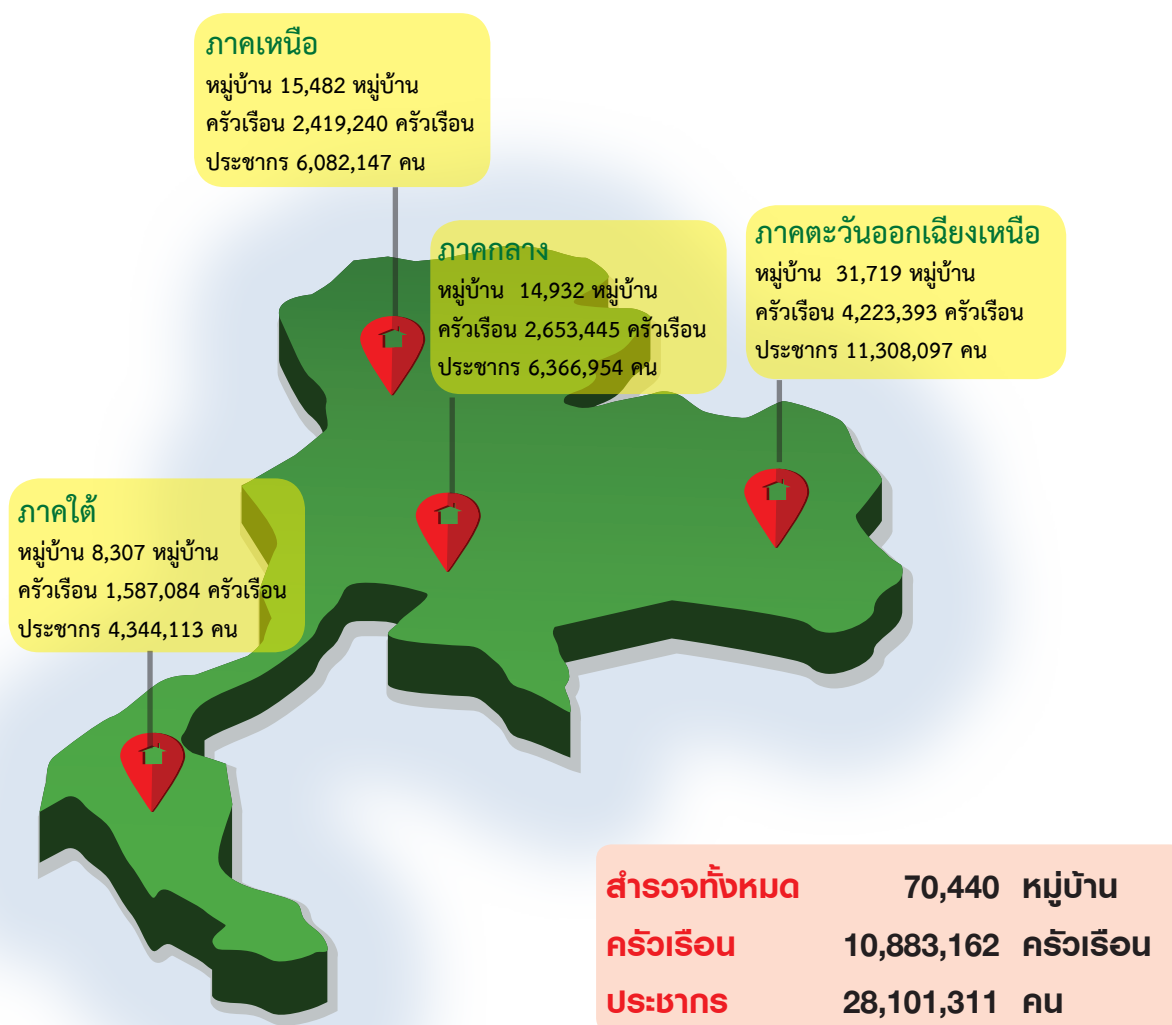 ภาคเหนือ
หมู่บ้าน 15,482 หมู่บ้าน
ครัวเรือน 2,419,240 ครัวเรือน
ประชากร 6,082,147 คน
ภาคกลาง
หมู่บ้าน 14,932 หมู่บ้าน
ครัวเรือน 2,653,445 ครัวเรือน
ประชากร 6,366,954 คน
ภาคตะวันออกเฉียงเหนือ
หมู่บ้าน 31,719 หมู่บ้าน
ครัวเรือน 4,223,393 ครัวเรือน
ประชากร 11,308,097 คน
ภาคใต้
หมู่บ้าน 8,307 หมู่บ้าน
ครัวเรือน 1,587,084 ครัวเรือน
ประชากร 4,344,113 คน
สำรวจทั้งหมด 70,440 หมู่บ้าน
ครัวเรือน 10,883,162 ครัวเรือน
ประชากร 28,101,311 คน